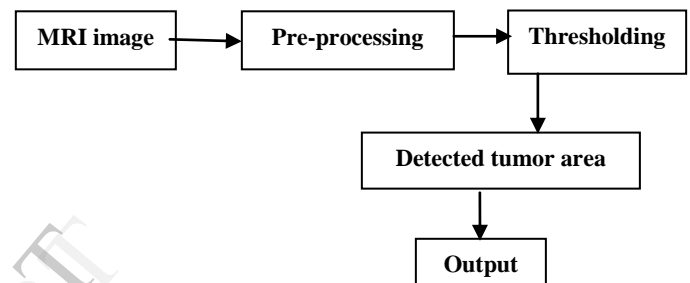 MRI image
Pre-processing
Thresholding
Detected tumor area
Output